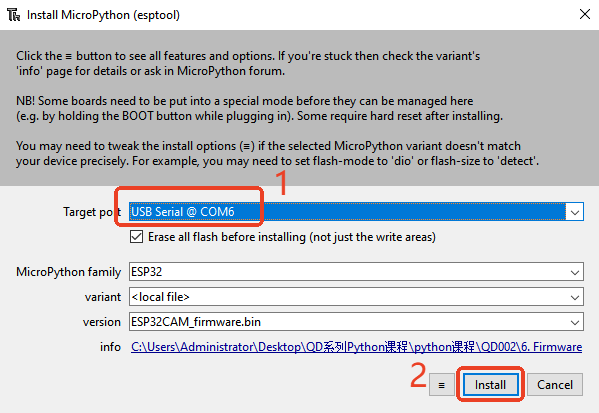 Install MicroPython (esptool)
Click the ≡ button to see all features and options. If you're stuck then check the variant's
'info' page for details or ask in MicroPython forum.
NB! Some boards need to be put into a special mode before they can be managed here
(e.g. by holding the BOOT button while plugging in). Some require hard reset after installing.
You may need to tweak the install options (≡) if the selected MicroPython variant doesn't match
your device precisely. For example, you may need to set flash-mode to 'dio' or flash-size to 'detect'.
1
Target port USB Serial @ COM6
Erase all flash before installing (not just the write areas)
MicroPython family ESP32
variant <local file>
version ESP32CAM_firmware.bin
info C:\Users\Administrator\Desktop\QD系列Python课程\python课程\QD002\6. Firmware
2 ≡ Install Cancel